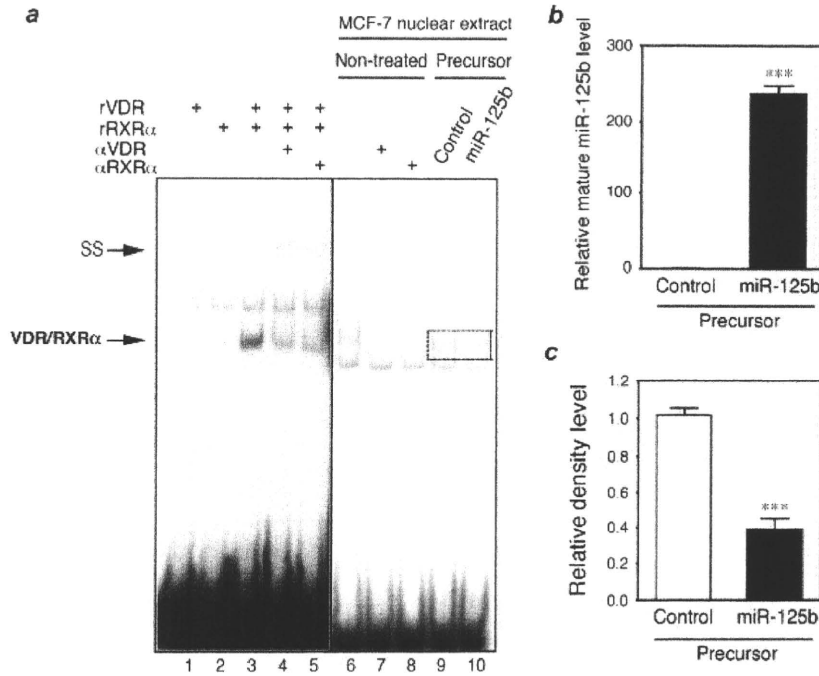 a
MCF-7 nuclear extract
Non-treated Precursor
Control
miR-125b
rVDR + + + +
rRXRα + + + +
αVDR + +
αRXRα + +
SS
VDR/RXRα
1 2 3 4 5 6 7 8 9 10
b
Relative mature miR-125b level
300
200
100
0
***
Control miR-125b
Precursor
c
Relative density level
1.2
1.0
0.8
0.6
0.4
0.2
0.0
***
Control miR-125b
Precursor